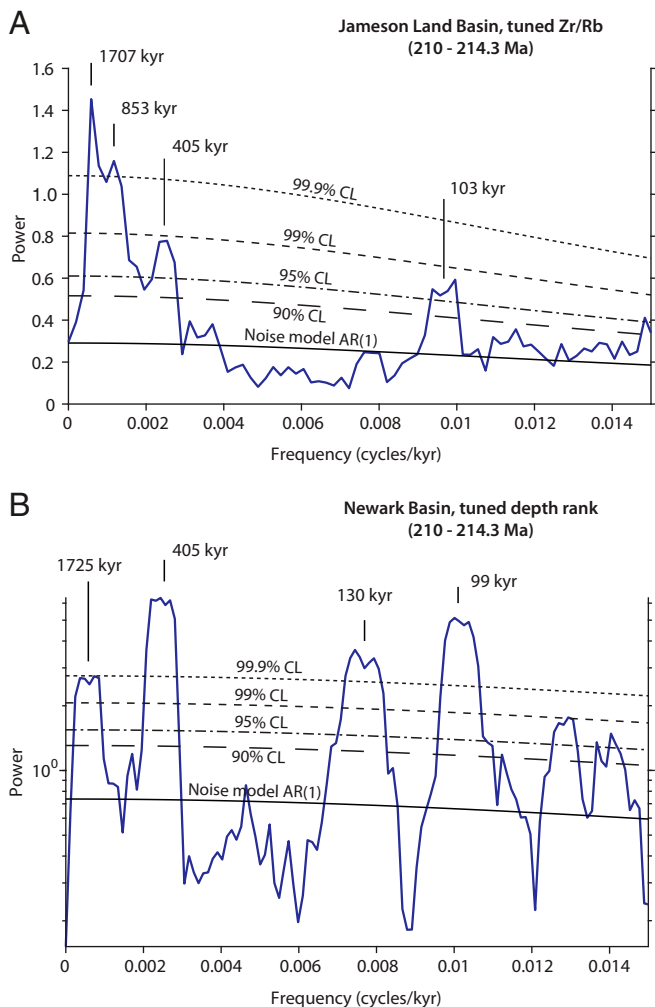 A
Jameson Land Basin, tuned Zr/Rb
(210 - 214.3 Ma)
1707 kyr
853 kyr
405 kyr
103 kyr
99.9% CL
99% CL
95% CL
90% CL
Noise model AR(1)
Power
1.6
1.4
1.2
1.0
0.8
0.6
0.4
0.2
0
0 0.002 0.004 0.006 0.008 0.01 0.012 0.014
Frequency (cycles/kyr)
B
Newark Basin, tuned depth rank
(210 - 214.3 Ma)
1725 kyr
405 kyr
130 kyr
99 kyr
99.9% CL
99% CL
95% CL
90% CL
Noise model AR(1)
Power
10⁰
0 0.002 0.004 0.006 0.008 0.01 0.012 0.014
Frequency (cycles/kyr)